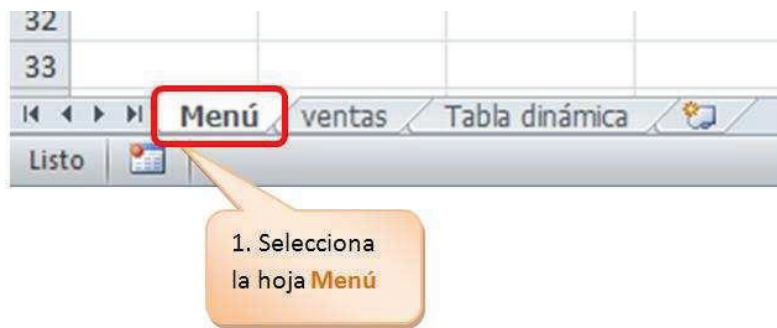 32
33
Menú ventas Tabla dinámica
Listo
1. Selecciona
la hoja Menú